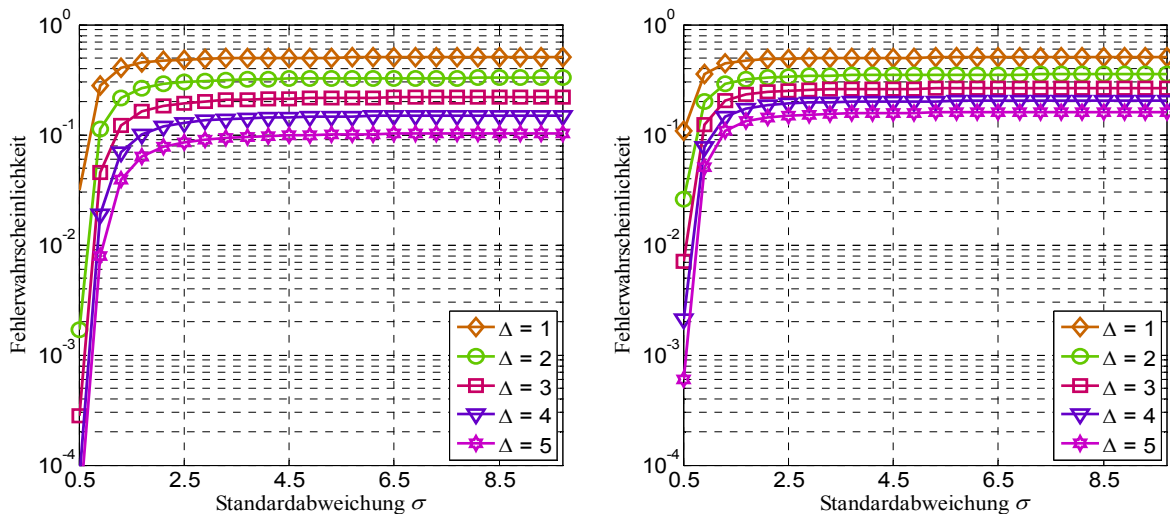 10^0
10^-1
10^-2
10^-3
10^-4
Fehlerwahrscheinlichkeit
0.5 2.5 4.5 6.5 8.5
Standardabweichung σ
Δ = 1
Δ = 2
Δ = 3
Δ = 4
Δ = 5
10^0
10^-1
10^-2
10^-3
10^-4
Fehlerwahrscheinlichkeit
0.5 2.5 4.5 6.5 8.5
Standardabweichung σ
Δ = 1
Δ = 2
Δ = 3
Δ = 4
Δ = 5